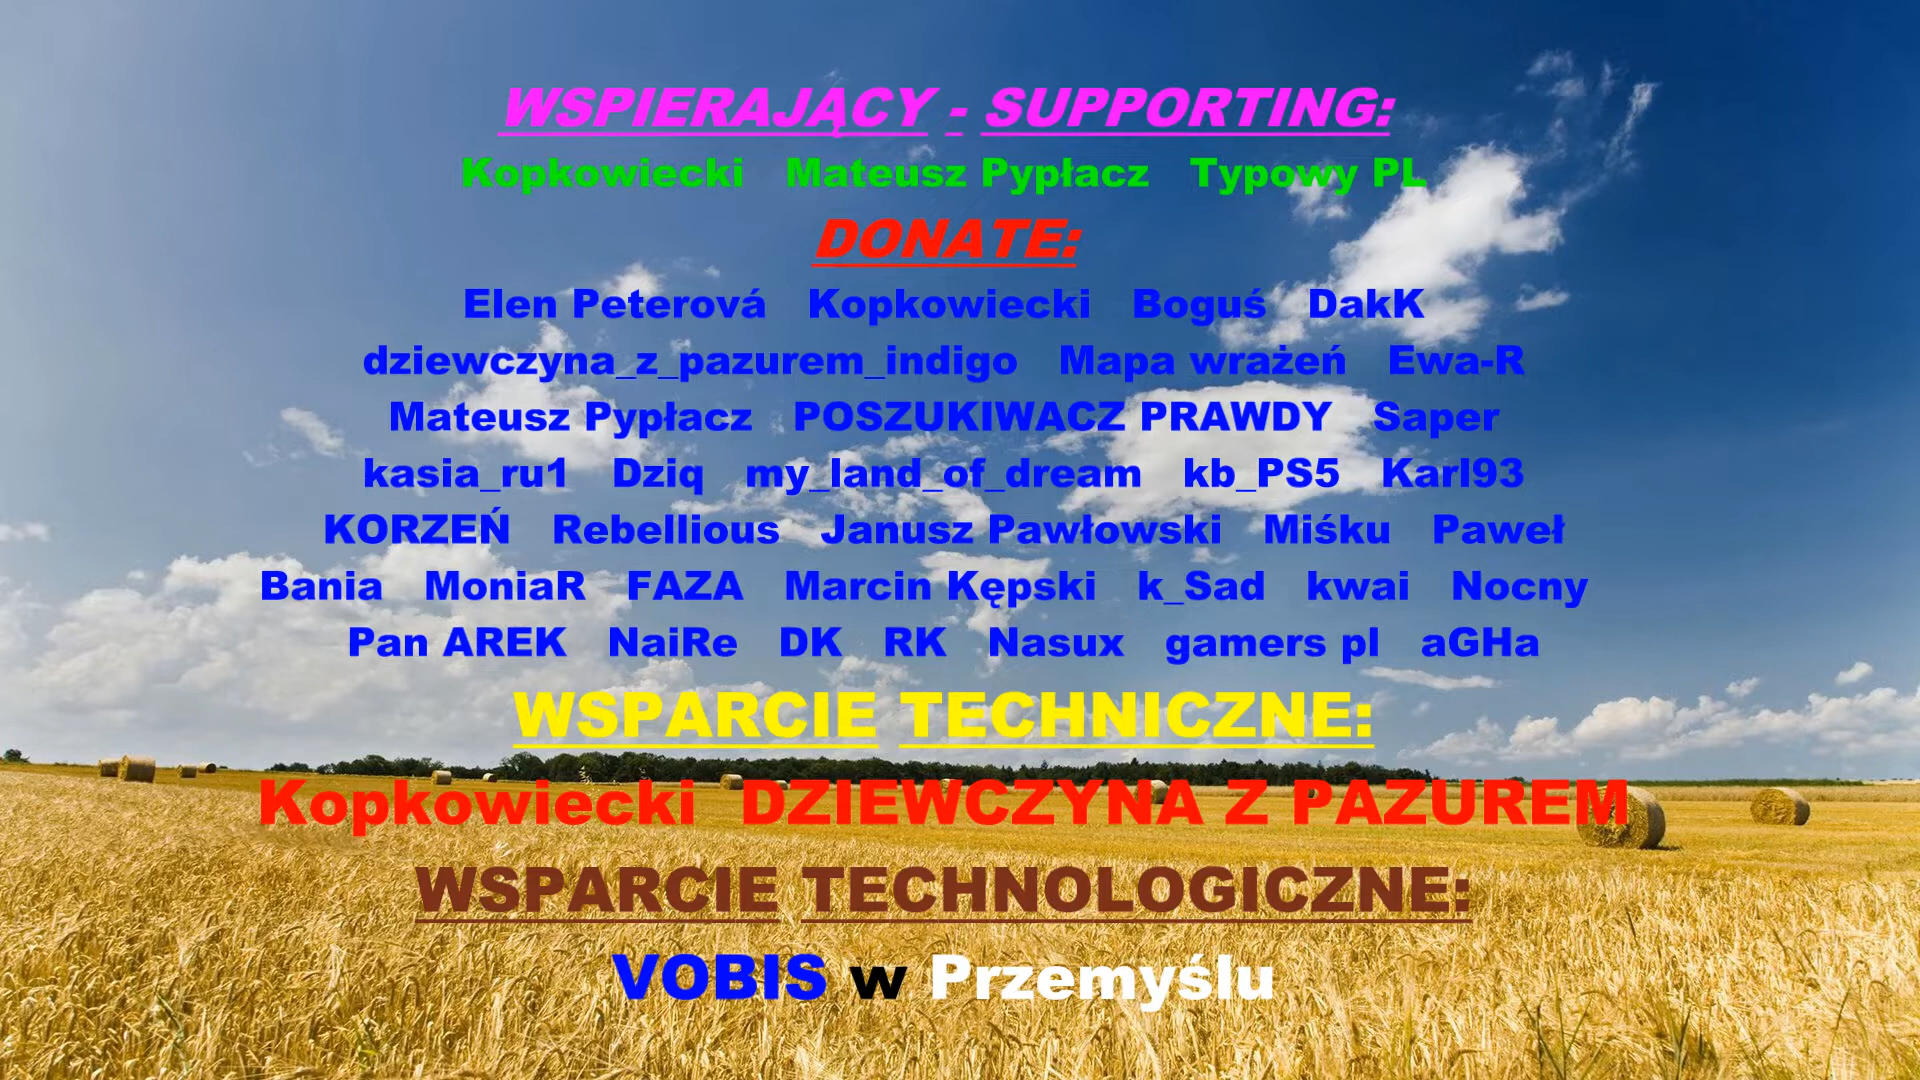 WSPIERAJĄCY - SUPPORTING:
Kopkowiecki Mateusz Pypłacz Typowy PL
DONATE:
Elen Peterová Kopkowiecki Boguś DakK
dziewczyna_z_pazurem_indigo Mapa wrażeń Ewa-R
Mateusz Pypłacz POSZUKIWACZ PRAWDY Saper
kasia_ru1 Dziq my_land_of_dream kb_PS5 Karl93
KORZEŃ Rebellious Janusz Pawłowski Miśku Paweł
Bania MoniaR FAZA Marcin Kępski k_Sad kwai Nocny
Pan AREK NaiRe DK RK Nasux gamers pl aGHa
WSPARCIE TECHNICZNE:
Kopkowiecki DZIEWCZYNA Z PAZUREM
WSPARCIE TECHNOLOGICZNE:
VOBIS w Przemyślu